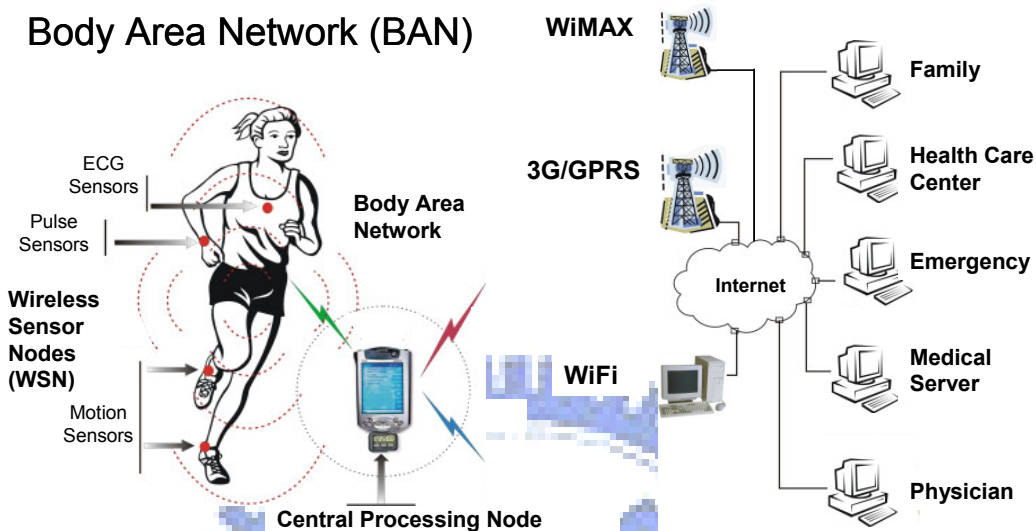 Body Area Network (BAN)
ECG
Sensors
Pulse
Sensors
Body Area
Network
Wireless
Sensor
Nodes
(WSN)
Motion
Sensors
Central Processing Node
WiMAX
3G/GPRS
WiFi
Internet
Family
Health Care
Center
Emergency
Medical
Server
Physician